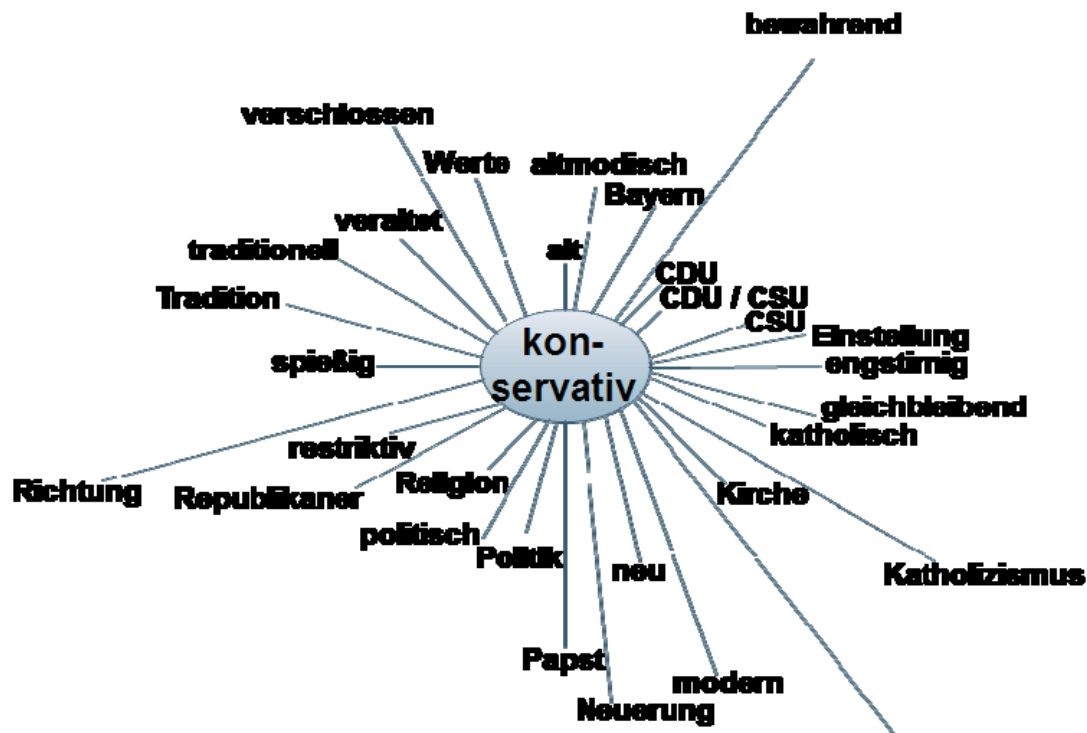 bewahrend
verschlossen
Werte
altmodisch
Bayern
veraltet
traditionell
alt
CDU
Tradition
CDU / CSU
CSU
Einstellung
kon-
servativ
spießig
engstirnig
gleichbleibend
katholisch
restriktiv
Richtung
Republikaner
Religion
Kirche
politisch
Politik
neu
Katholizismus
Papst
modern
Neuerung